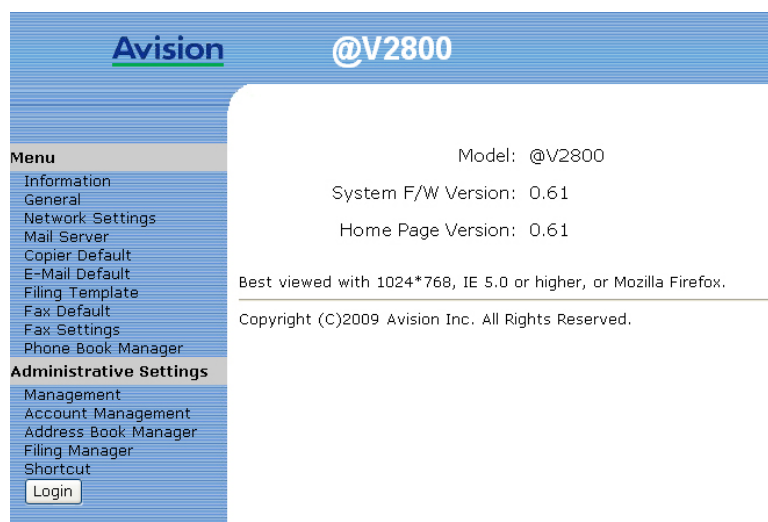 Avision
@V2800
Menu
Information
General
Network Settings
Mail Server
Copier Default
E-Mail Default
Filing Template
Fax Default
Fax Settings
Phone Book Manager
Administrative Settings
Management
Account Management
Address Book Manager
Filing Manager
Shortcut
Login
Model: @V2800
System F/W Version: 0.61
Home Page Version: 0.61
Best viewed with 1024*768, IE 5.0 or higher, or Mozilla Firefox.
Copyright (C)2009 Avision Inc. All Rights Reserved.